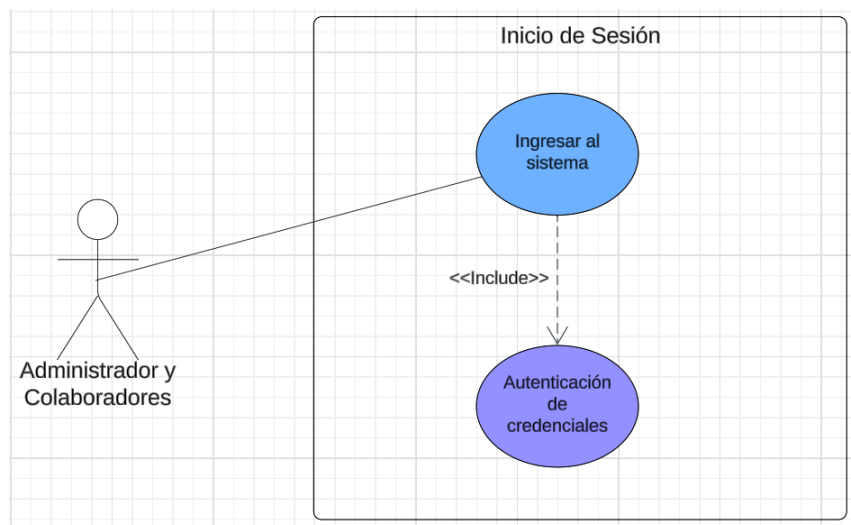 Inicio de Sesión
Ingresar al
sistema
<<Include>>
Administrador y
Colaboradores
Autenticación
de
credenciales